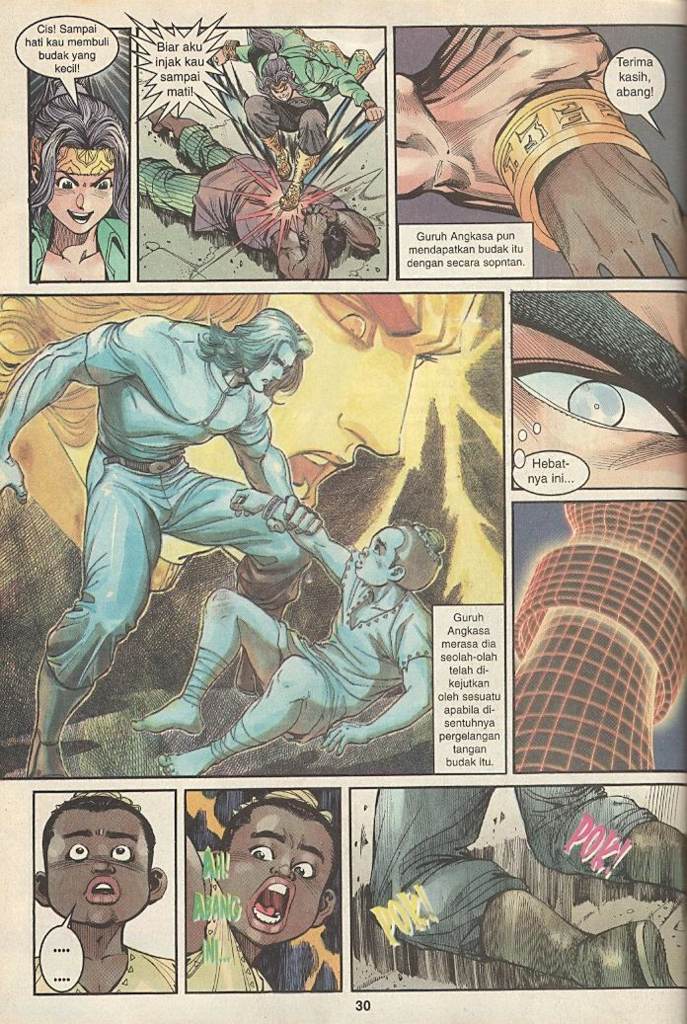 Cis! Sampai
hati kau membuli
budak yang
kecil!
Biar aku
injak kau
sampai
mati!
Terima
kasih,
abang!
Guruh Angkasa pun
mendapatkan budak itu
dengan secara sopntan.
Guruh
Angkasa
merasa dia
seolah-olah
telah di-
kejutkan
oleh sesuatu
apabila di-
sentuhnya
pergelangan
tangan
budak itu.
Hebat-
nya ini...
....
....
AH!
ABANG
NI...
POK!
POK!
30